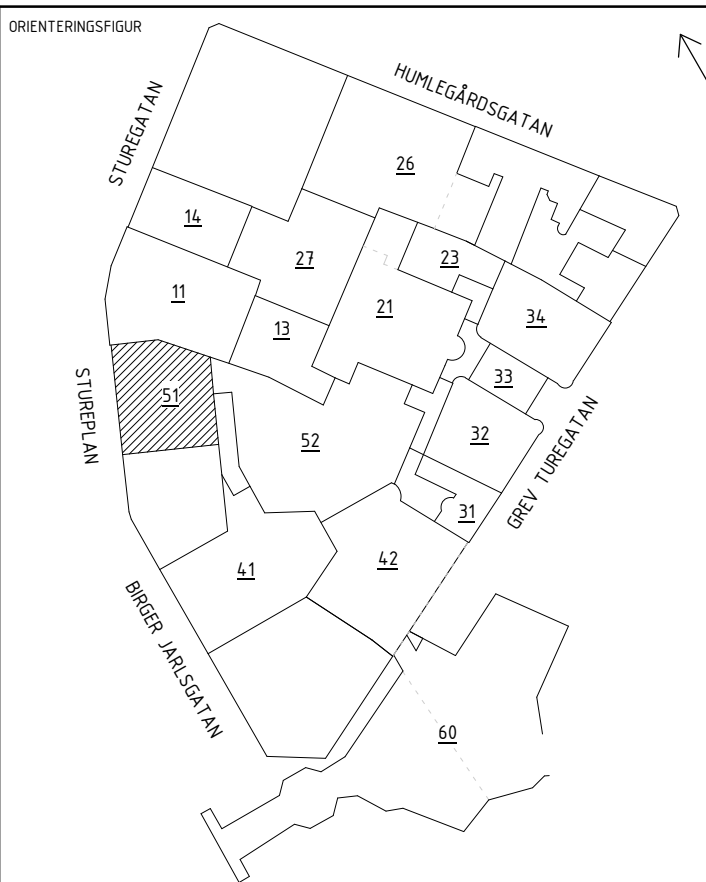 ORIENTERINGSFIGUR
HUMLEGÅRDSGATAN
STUREGATAN
26
14
27
23
11
21
34
13
33
STUREPLAN
51
52
32
GREV TUREGATAN
31
41
42
BIRGER JARLSGATAN
60